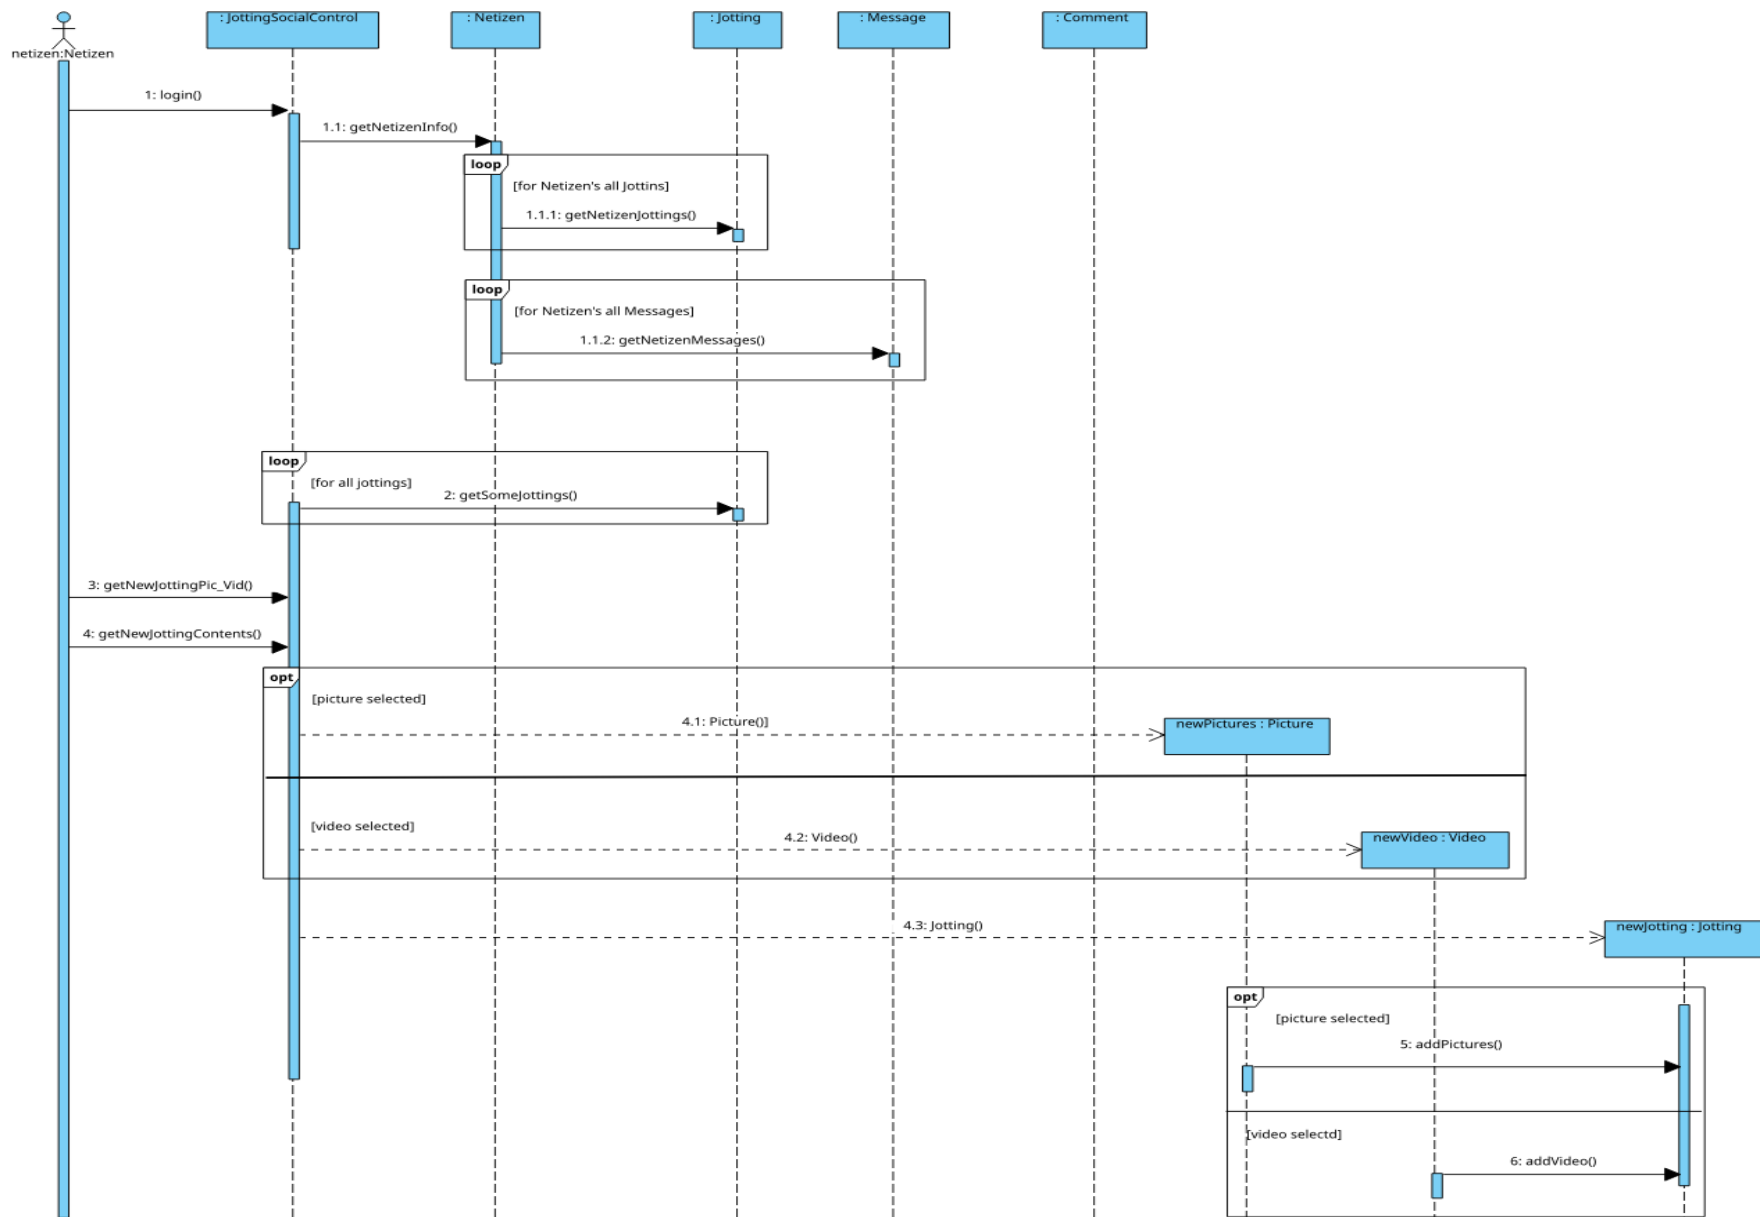 : JottingSocialControl
: Netizen
: Jotting
: Message
: Comment
netizen:Netizen
1: login()
1.1: getNetizenInfo()
loop
[for Netizen's all Jottins]
1.1.1: getNetizenJottings()
loop
[for Netizen's all Messages]
1.1.2: getNetizenMessages()
loop
[for all jottings]
2: getSomeJottings()
3: getNewJottingPic_Vid()
4: getNewJottingContents()
opt
[picture selected]
4.1: Picture()]
newPictures : Picture
[video selected]
4.2: Video()
newVideo : Video
4.3: Jotting()
newJotting : Jotting
opt
[picture selected]
5: addPictures()
[video selectd]
6: addVideo()